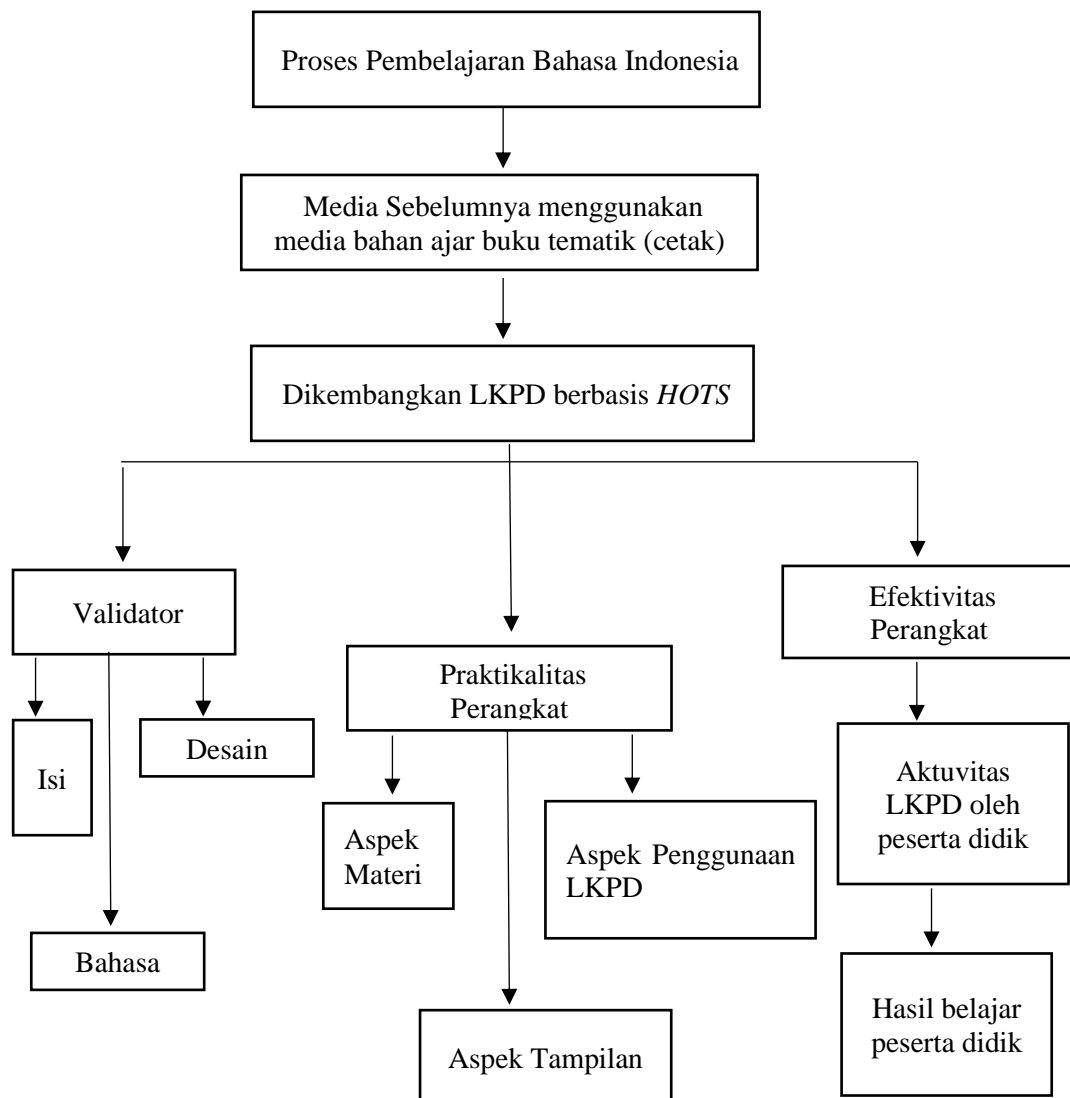 Proses Pembelajaran Bahasa Indonesia
Media Sebelumnya menggunakan
media bahan ajar buku tematik (cetak)
Dikembangkan LKPD berbasis HOTS
Validator
Isi
Desain
Bahasa
Praktikalitas
Perangkat
Aspek
Materi
Aspek Penggunaan
LKPD
Aspek Tampilan
Efektivitas
Perangkat
Aktuvitas
LKPD oleh
peserta didik
Hasil belajar
peserta didik